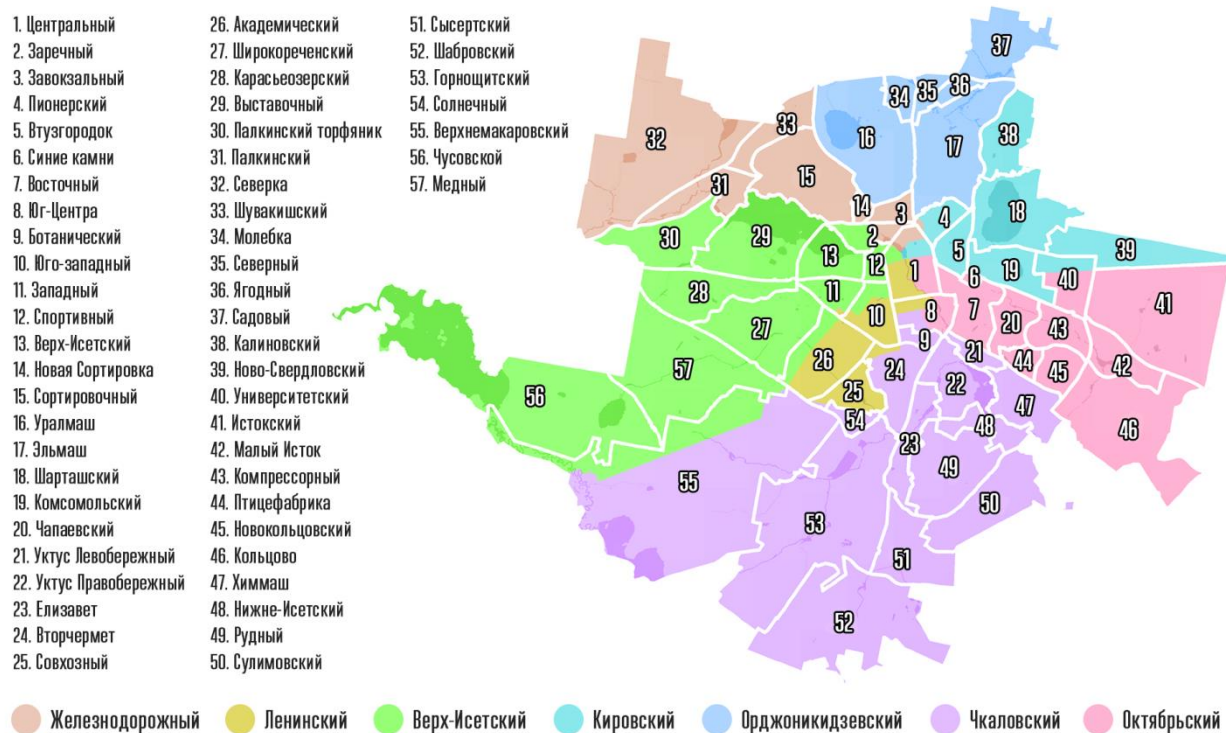 1. Центральный
2. Заречный
3. Завокзальный
4. Пионерский
5. Втузгородок
6. Синие камни
7. Восточный
8. Юг-Центра
9. Ботанический
10. Юго-западный
11. Западный
12. Спортивный
13. Верх-Исетский
14. Новая Сортировка
15. Сортировочный
16. Уралмаш
17. Эльмаш
18. Шарташский
19. Комсомольский
20. Чапаевский
21. Уктус Левобережный
22. Уктус Правобережный
23. Елизавет
24. Вторчермет
25. Совхозный
26. Академический
27. Широкореченский
28. Карасьеозерский
29. Выставочный
30. Палкинский торфяник
31. Палкинский
32. Северка
33. Шувакишский
34. Молебка
35. Северный
36. Ягодный
37. Садовый
38. Калиновский
39. Ново-Свердловский
40. Университетский
41. Истокский
42. Малый Исток
43. Компрессорный
44. Птицефабрика
45. Новокольцовский
46. Кольцово
47. Химмаш
48. Нижне-Исетский
49. Рудный
50. Сулимовский
51. Сысертский
52. Шабровский
53. Горнощитский
54. Солнечный
55. Верхнемакаровский
56. Чусовской
57. Медный
37
36
35
34
33
32
16
17
38
15
31
14
3
4
18
30
29
2
5
39
13
12
1
6
19
40
28
11
7
41
10
8
20
43
27
9
21
26
24
44
45
42
57
25
22
47
56
54
48
46
23
49
55
50
53
51
52
Железнодорожный
Ленинский
Верх-Исетский
Кировский
Орджоникидзевский
Чкаловский
Октябрьский